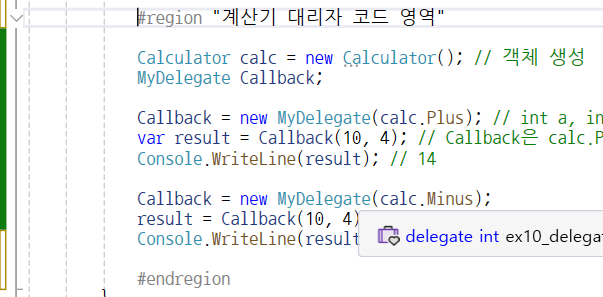 #region "계산기 대리자 코드 영역"
Calculator calc = new Calculator(); // 객체 생성
MyDelegate Callback;
Callback = new MyDelegate(calc.Plus); // int a, in
var result = Callback(10, 4); // Callback은 calc.P
Console.WriteLine(result); // 14
Callback = new MyDelegate(calc.Minus);
result = Callback(10, 4)
Console.WriteLine(result
delegate int ex10_delega
#endregion
}